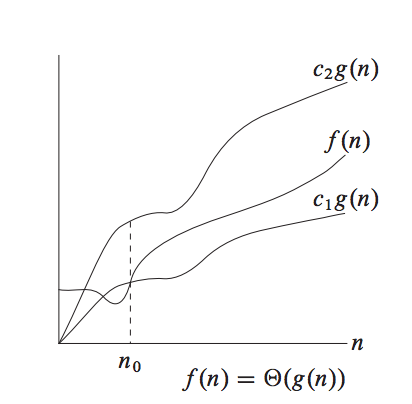 c₂g(n)
f(n)
c₁g(n)
n
n₀
f(n) = Θ(g(n))